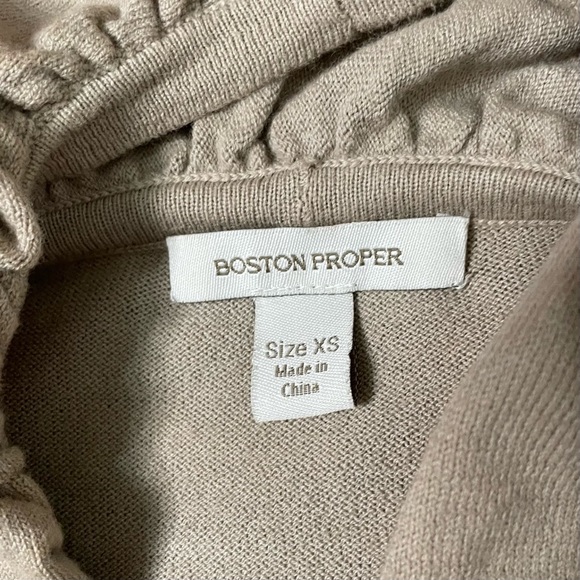 BOSTON PROPER
Size XS
Made in
China